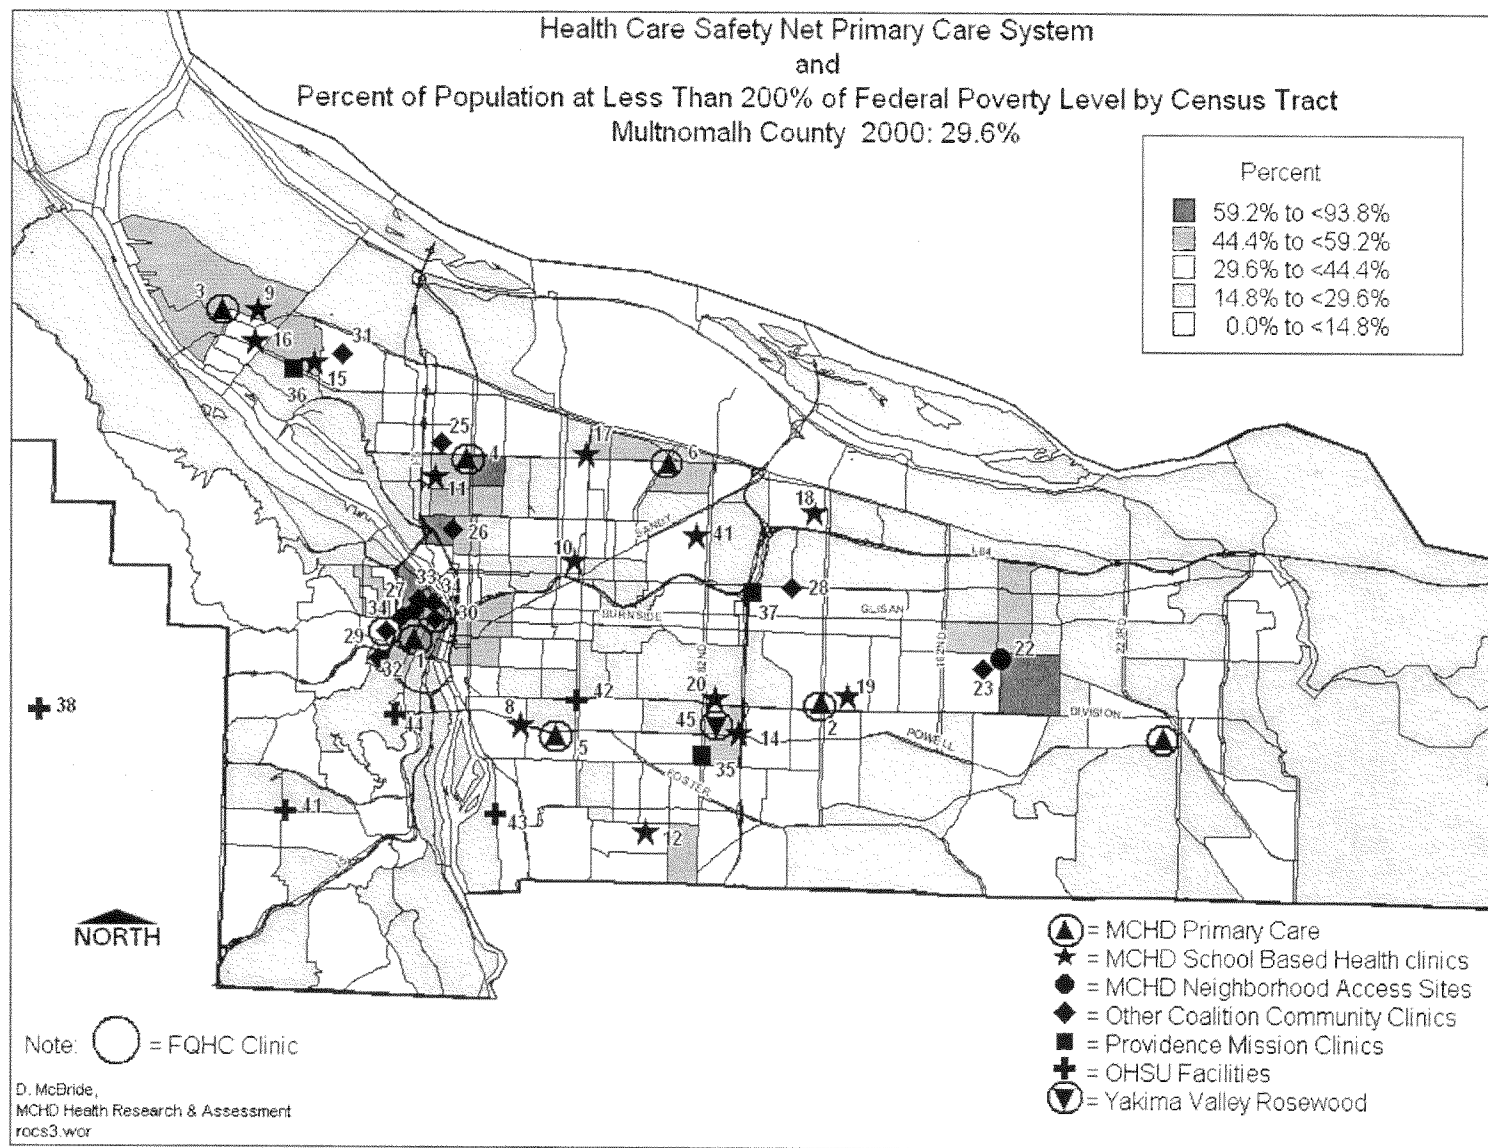 Health Care Safety Net Primary Care System
and
Percent of Population at Less Than 200% of Federal Poverty Level by Census Tract
Multnomalh County 2000: 29.6%
Percent
59.2% to <93.8%
44.4% to <59.2%
29.6% to <44.4%
14.8% to <29.6%
0.0% to <14.8%
3
9
16
31
15
36
25
4
17
6
11
18
26
SANDY
41
10
I-84
27
33
34
28
30
37
BURNSIDE
GLISAN
34
29
1
32
82ND
162ND
223RD
22
23
38
44
42
20
19
8
45
2
DIVISION
5
14
POWELL
7
35
FOSTER
41
43
12
NORTH
= MCHD Primary Care
= MCHD School Based Health clinics
= MCHD Neighborhood Access Sites
= Other Coalition Community Clinics
= Providence Mission Clinics
= OHSU Facilities
= Yakima Valley Rosewood
Note: = FQHC Clinic
D. McBride,
MCHD Health Research & Assessment
rocs3.wor